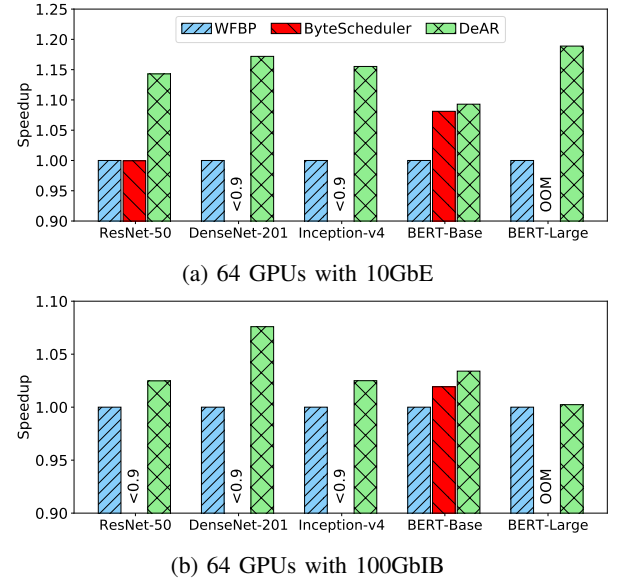 1.25
1.20
1.15
1.10
1.05
1.00
0.95
0.90
Speedup
WFBP ByteScheduler DeAR
<0.9 <0.9 OOM
ResNet-50 DenseNet-201 Inception-v4 BERT-Base BERT-Large
(a) 64 GPUs with 10GbE
1.10
1.05
1.00
0.95
0.90
Speedup
<0.9 <0.9 <0.9 OOM
ResNet-50 DenseNet-201 Inception-v4 BERT-Base BERT-Large
(b) 64 GPUs with 100GbIB